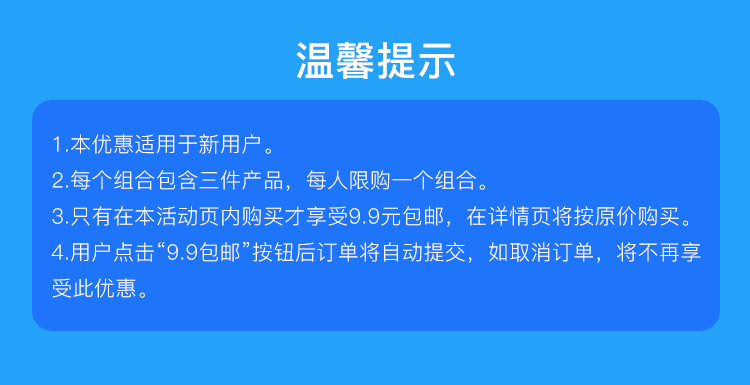 温馨提示
1.本优惠适用于新用户。
2.每个组合包含三件产品，每人限购一个组合。
3.只有在本活动页内购买才享受9.9元包邮，在详情页将按原价购买。
4.用户点击“9.9包邮”按钮后订单将自动提交，如取消订单，将不再享
受此优惠。